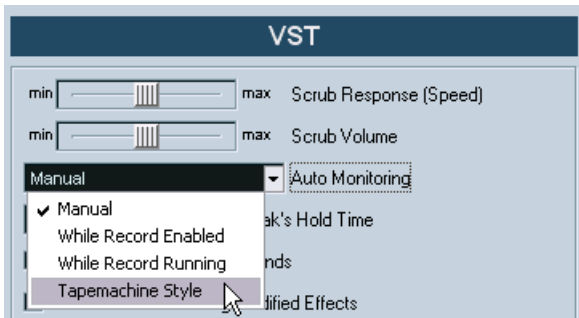 VST
min max Scrub Response (Speed)
min max Scrub Volume
Manual Auto Monitoring
Manual
ak's Hold Time
While Record Enabled
While Record Running
nds
Tapemachine Style
dified Effects